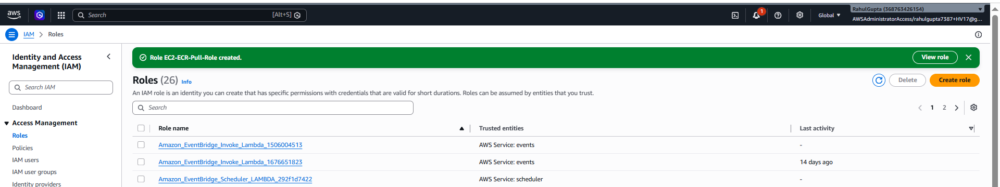 aws Search [Alt+S] 1 Global RahulGupta (368763426154)
AWSAdministratorAccess/rahulgupta7387+HV17@g...
IAM > Roles
Identity and Access Management (IAM)
Search IAM
Dashboard
Access Management
Roles
Policies
IAM users
IAM user groups
Identity providers
Role EC2-ECR-Pull-Role created. View role
Roles (26) Info Delete Create role
An IAM role is an identity you can create that has specific permissions with credentials that are valid for short durations. Roles can be assumed by entities that you trust.
Search 1 2
Role name Trusted entities Last activity
Amazon_EventBridge_Invoke_Lambda_1506004513 AWS Service: events -
Amazon_EventBridge_Invoke_Lambda_1676651823 AWS Service: events 14 days ago
Amazon_EventBridge_Scheduler_LAMBDA_292f1d7422 AWS Service: scheduler -